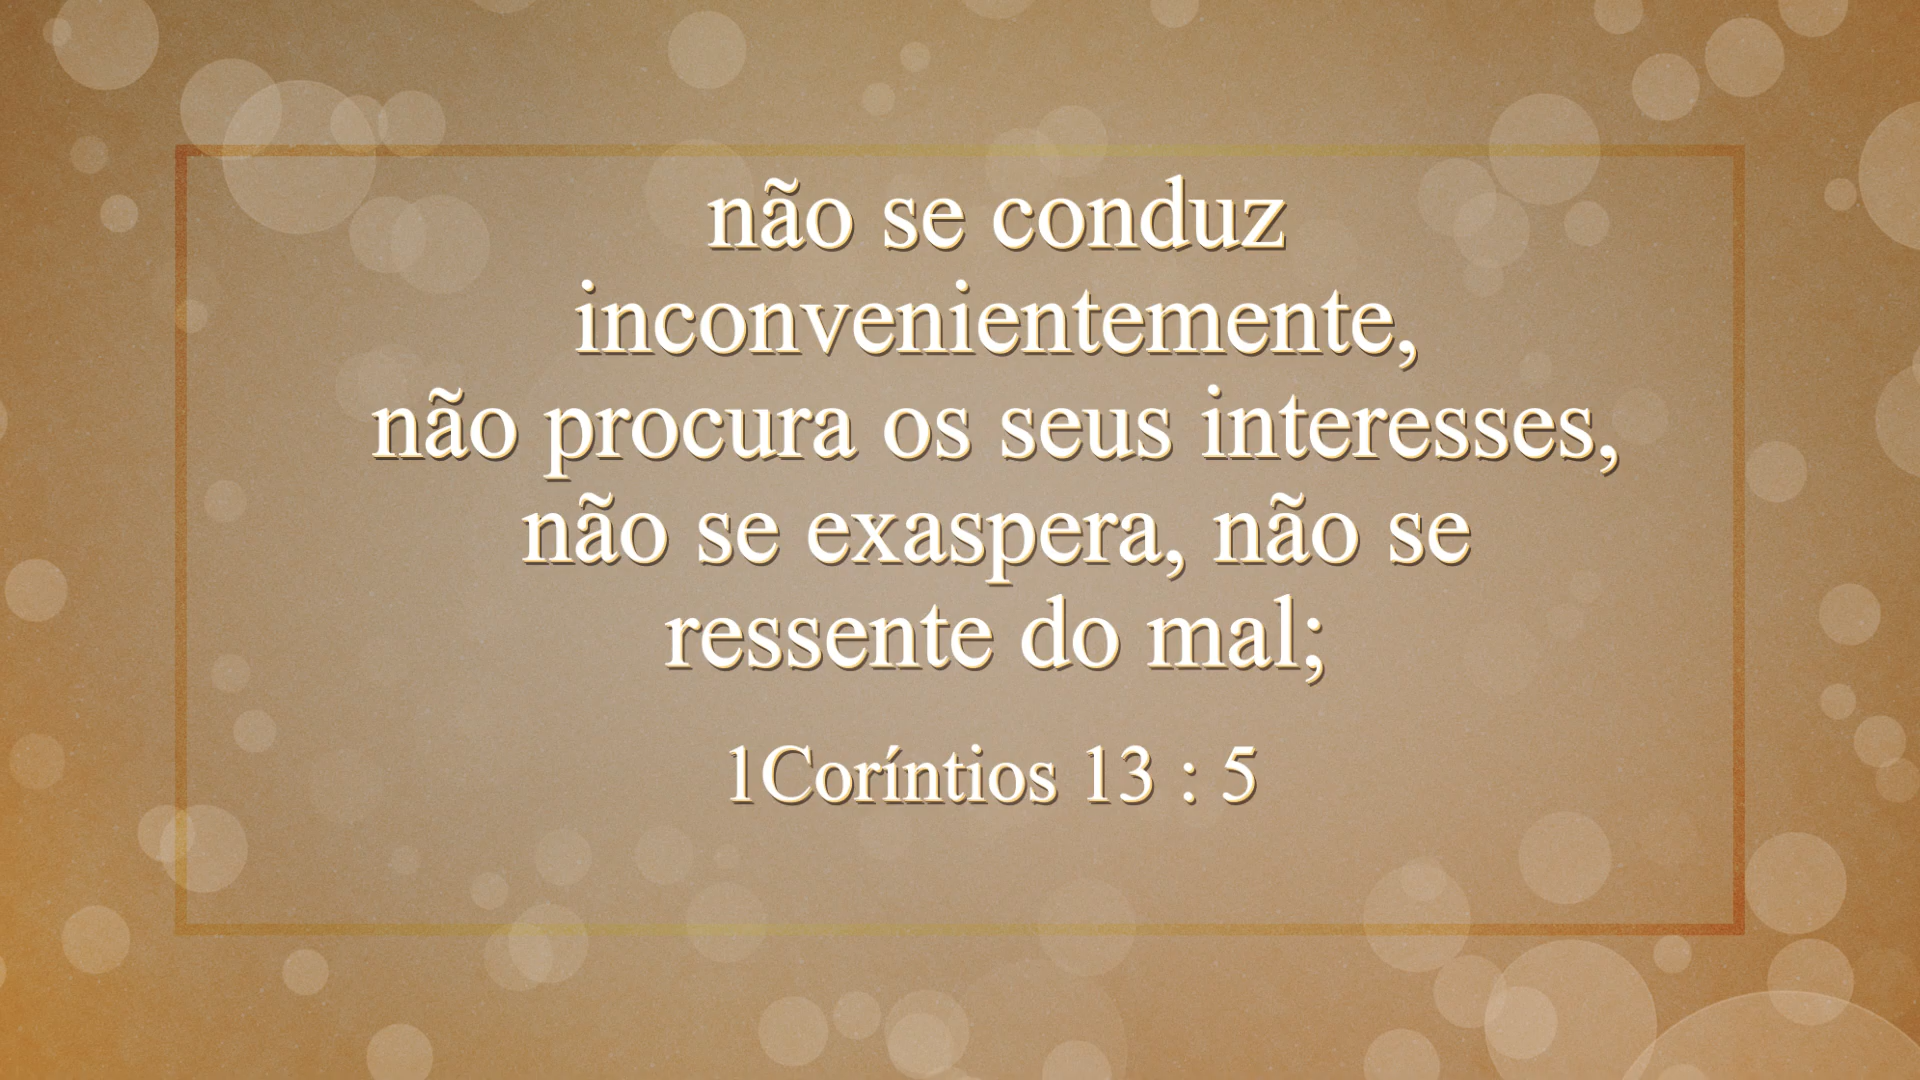 não se conduz
inconvenientemente,
não procura os seus interesses,
não se exaspera, não se
ressente do mal;
1Coríntios 13 : 5